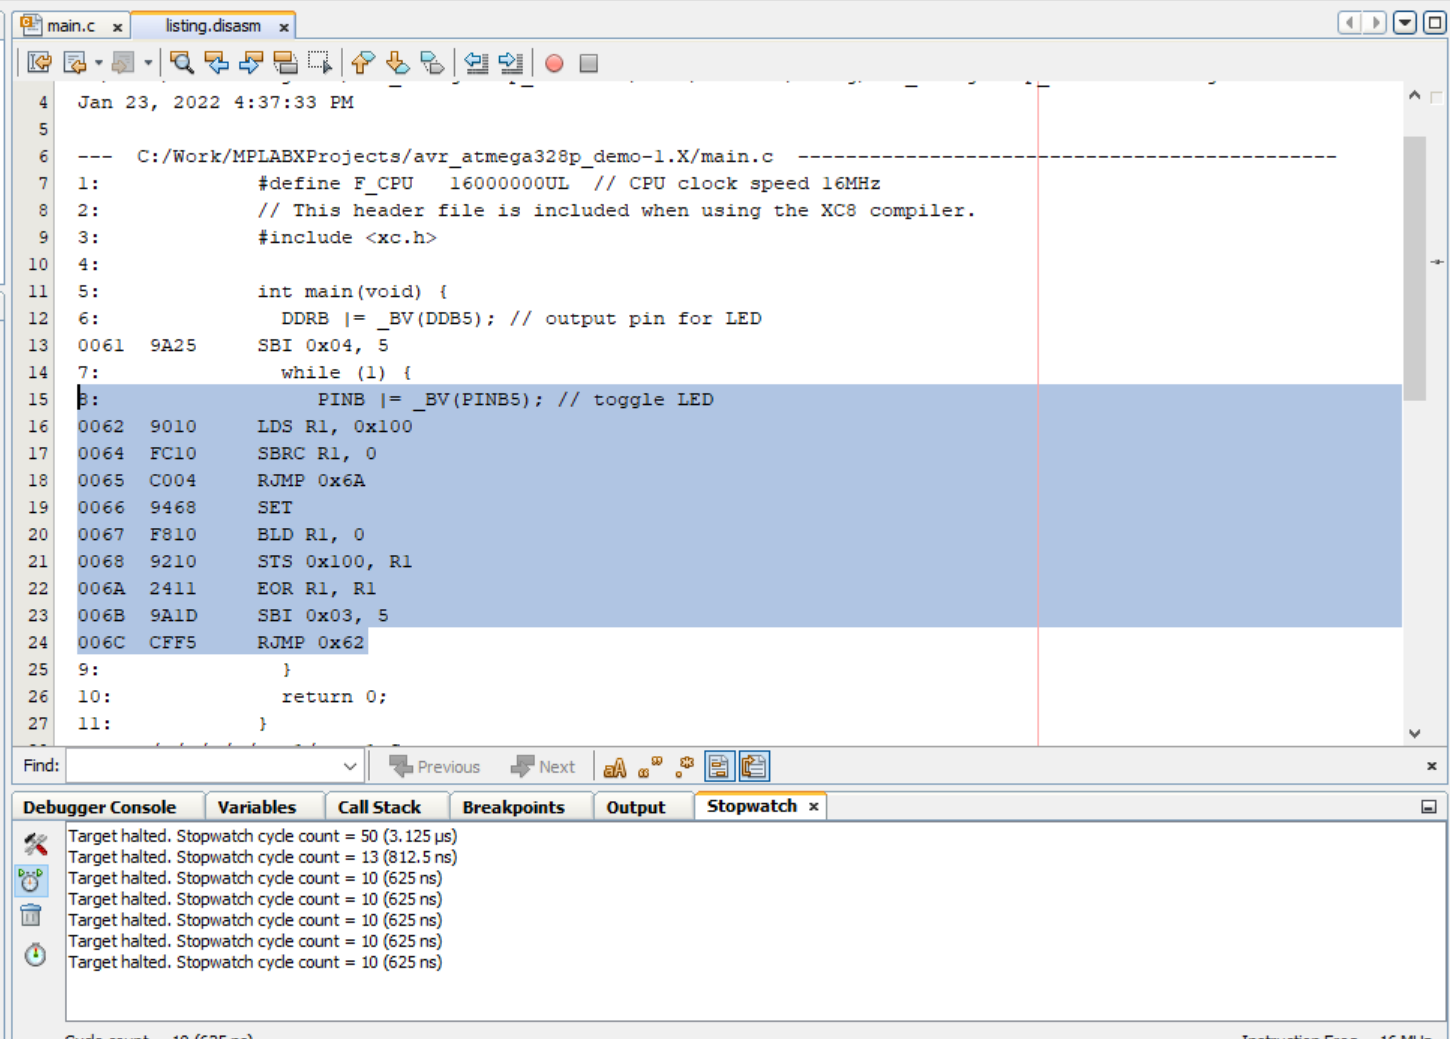 main.c x listing.disasm x
4 Jan 23, 2022 4:37:33 PM
5
6 --- C:/Work/MPLABXProjects/avr_atmega328p_demo-1.X/main.c ---------------------------------------------
7 1: #define F_CPU 16000000UL // CPU clock speed 16MHz
8 2: // This header file is included when using the XC8 compiler.
9 3: #include <xc.h>
10 4:
11 5: int main(void) {
12 6: DDRB |= _BV(DDB5); // output pin for LED
13 0061 9A25 SBI 0x04, 5
14 7: while (1) {
15 8: PINB |= _BV(PINB5); // toggle LED
16 0062 9010 LDS R1, 0x100
17 0064 FC10 SBRC R1, 0
18 0065 C004 RJMP 0x6A
19 0066 9468 SET
20 0067 F810 BLD R1, 0
21 0068 9210 STS 0x100, R1
22 006A 2411 EOR R1, R1
23 006B 9A1D SBI 0x03, 5
24 006C CFF5 RJMP 0x62
25 9: }
26 10: return 0;
27 11: }
Find: Previous Next
Debugger Console Variables Call Stack Breakpoints Output Stopwatch x
Target halted. Stopwatch cycle count = 50 (3.125 µs)
Target halted. Stopwatch cycle count = 13 (812.5 ns)
Target halted. Stopwatch cycle count = 10 (625 ns)
Target halted. Stopwatch cycle count = 10 (625 ns)
Target halted. Stopwatch cycle count = 10 (625 ns)
Target halted. Stopwatch cycle count = 10 (625 ns)
Target halted. Stopwatch cycle count = 10 (625 ns)